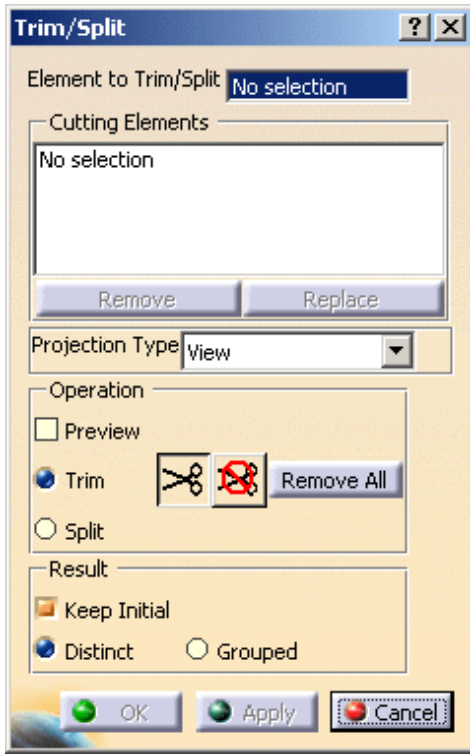 Trim/Split ? X
Element to Trim/Split No selection
Cutting Elements
No selection
Remove Replace
Projection Type View
Operation
Preview
Trim Remove All
Split
Result
Keep Initial
Distinct Grouped
OK Apply Cancel